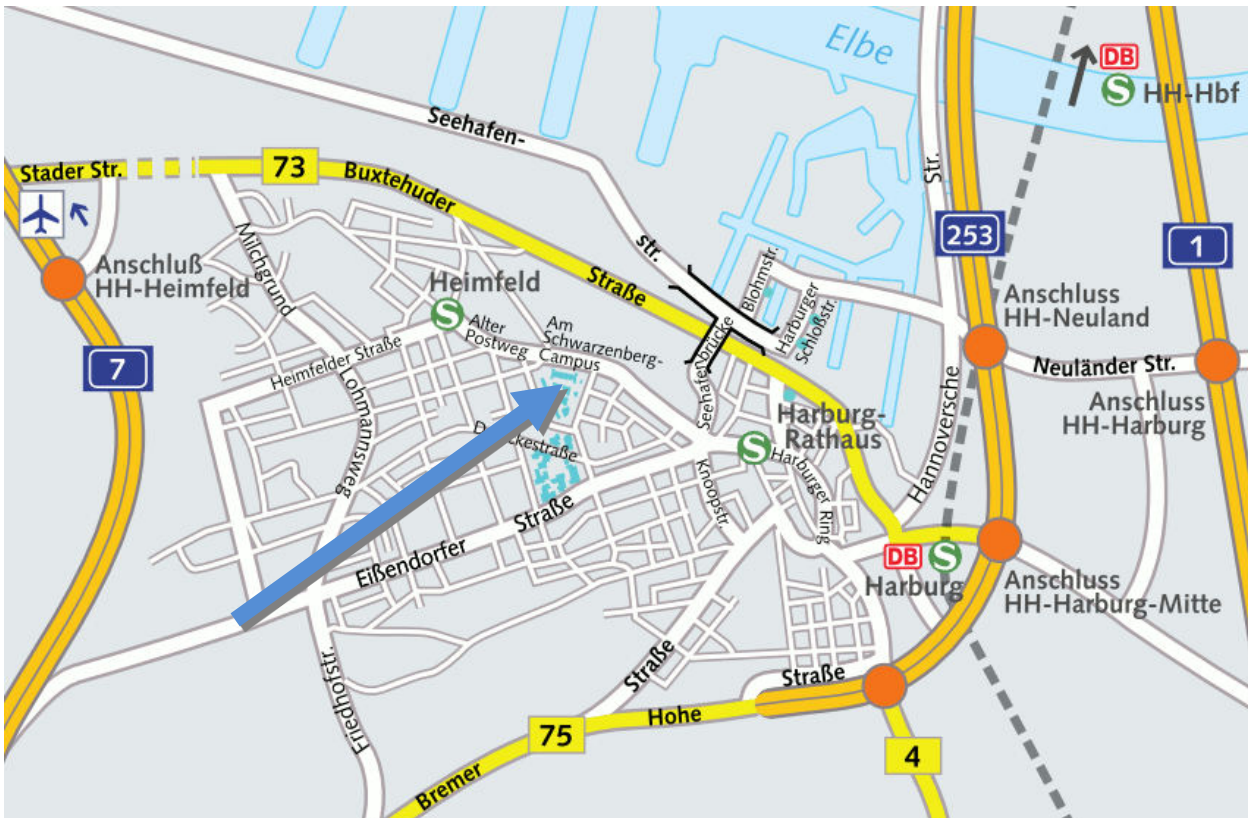 Elbe
DB
S HH-Hbf
Seehafen-
str.
Str.
Stader Str.
73
Buxtehuder
Straße
253
1
Milchgrund
Anschluß
HH-Heimfeld
Heimfeld
S
Blohmstr.
Harburger
Schloßstr.
Anschluss
HH-Neuland
Am
Schwarzenberg-
Campus
Alter
Postweg
Heimfelder Straße
7
Lohmannsweg
Seehafenbrücke
Neuländer Str.
Hannoversche
Anschluss
HH-Harburg
Harburg-
Rathaus
S
Harburger Ring
Knoopstr.
Eißendorfer
Straße
DB S
Harburg
Anschluss
HH-Harburg-Mitte
Friedhofstr.
Straße
Straße
Hohe
75
Bremer
4